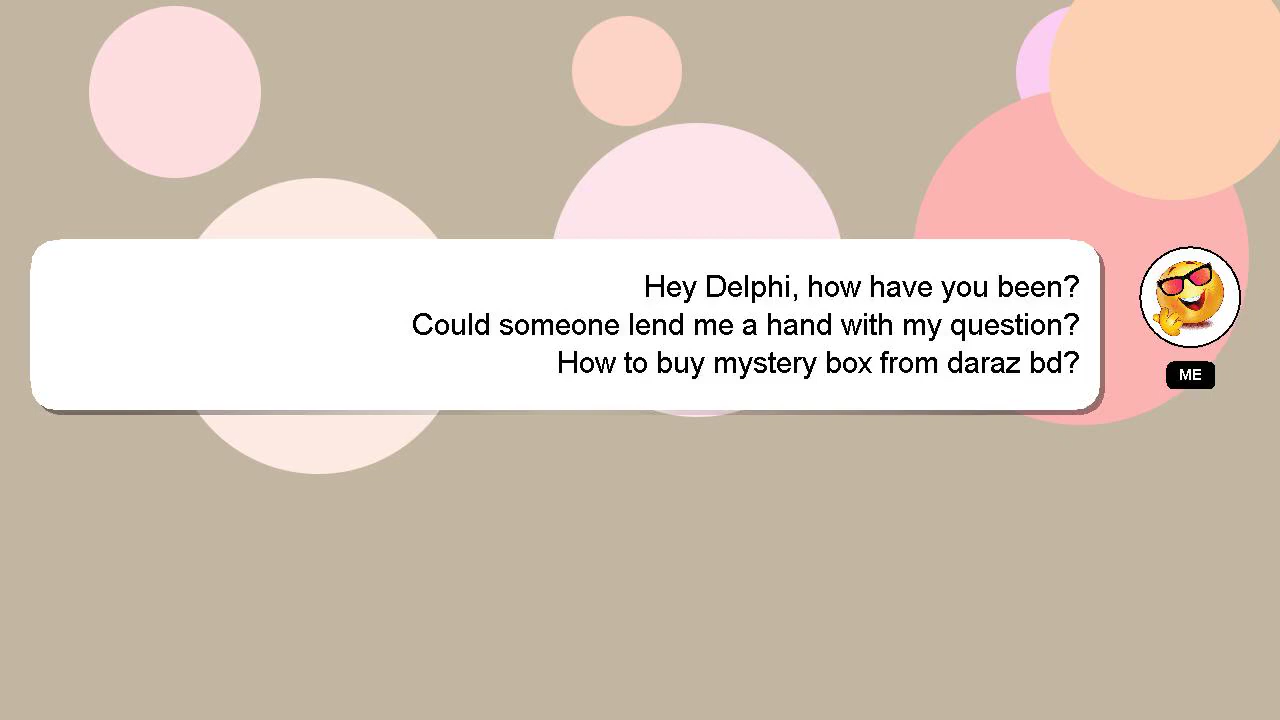 Hey Delphi, how have you been?
Could someone lend me a hand with my question?
How to buy mystery box from daraz bd?
ME